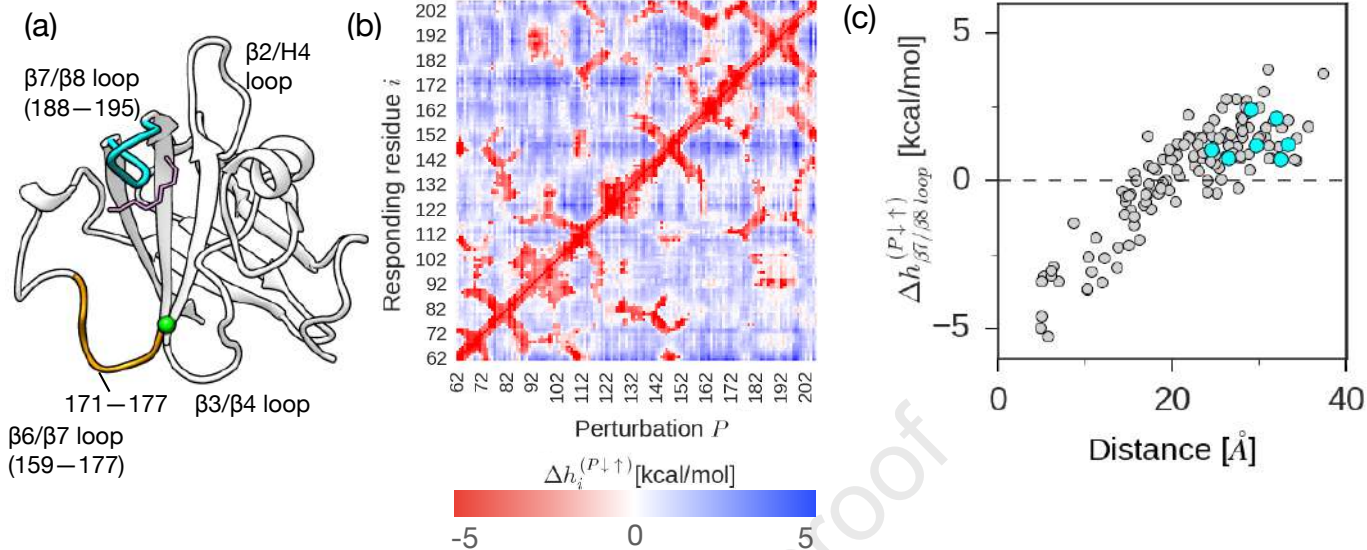 (a)
β7/β8 loop
(188—195)
β2/H4
loop
171—177
β3/β4 loop
β6/β7 loop
(159—177)
(b)
Responding residue i
202
192
182
172
162
152
142
132
122
112
102
92
82
72
62
62 72 82 92 102 112 122 132 142 152 162 172 182 192 202
Perturbation P
Δh_i^(P↓↑) [kcal/mol]
-5 0 5
(c)
Δh_β7/β8 loop^(P↓↑) [kcal/mol]
5
0
−5
0 20 40
Distance [Å]
roof